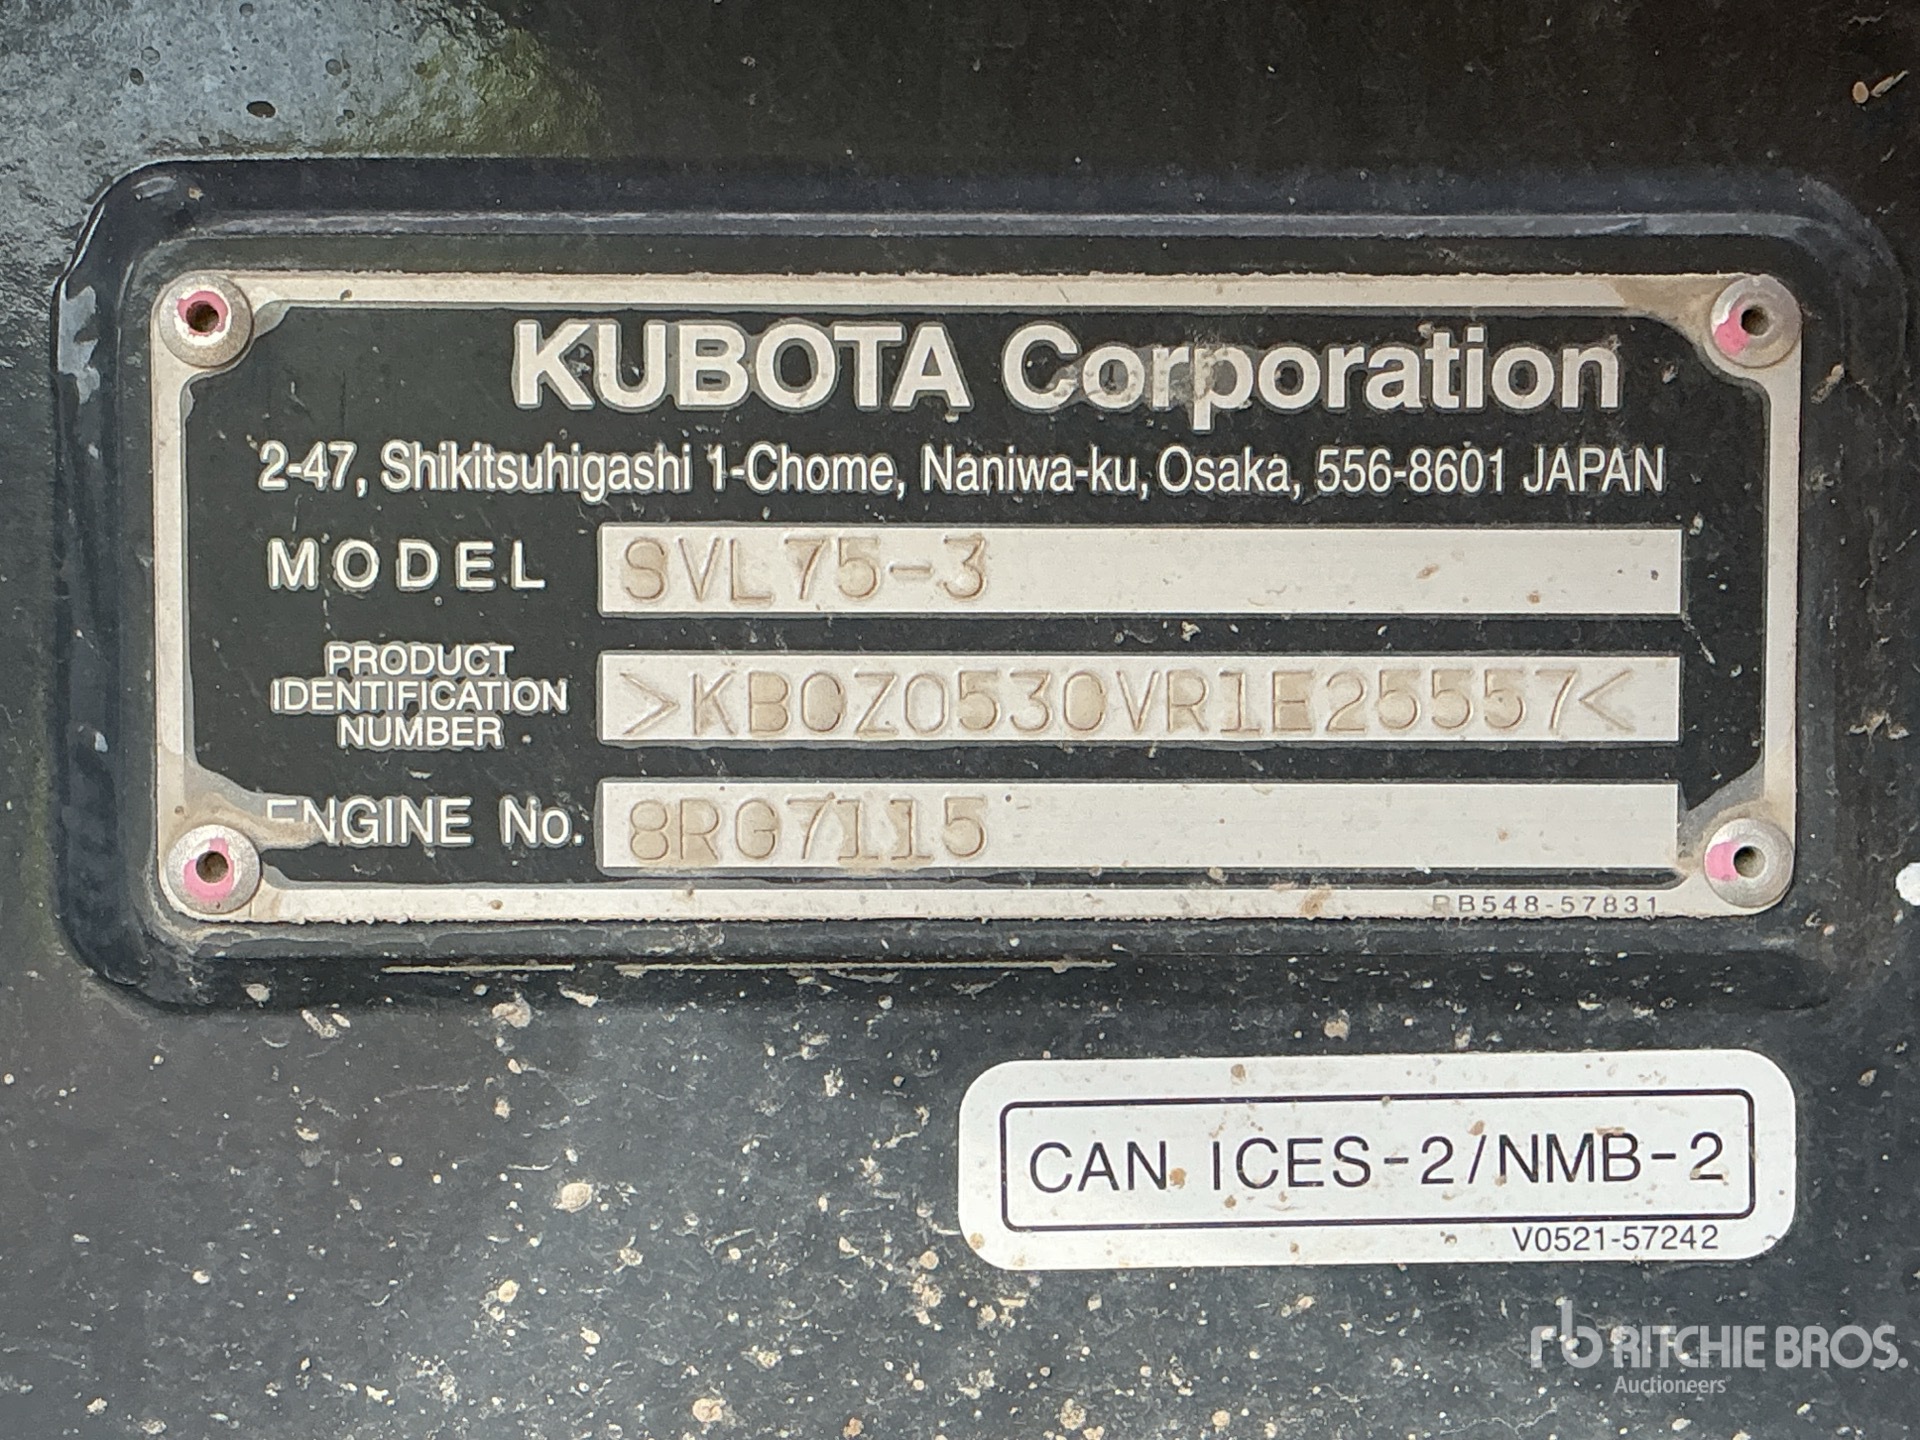 KUBOTA Corporation
2-47, Shikitsuhigashi 1-Chome, Naniwa-ku, Osaka, 556-8601 JAPAN
MODEL SVL75-3
PRODUCT
IDENTIFICATION
NUMBER
>KBCZ0530VR1E25557<
ENGINE No. 8RG7115
RB548-57831
CAN ICES-2/NMB-2
V0521-57242
rb RITCHIE BROS.
Auctioneers